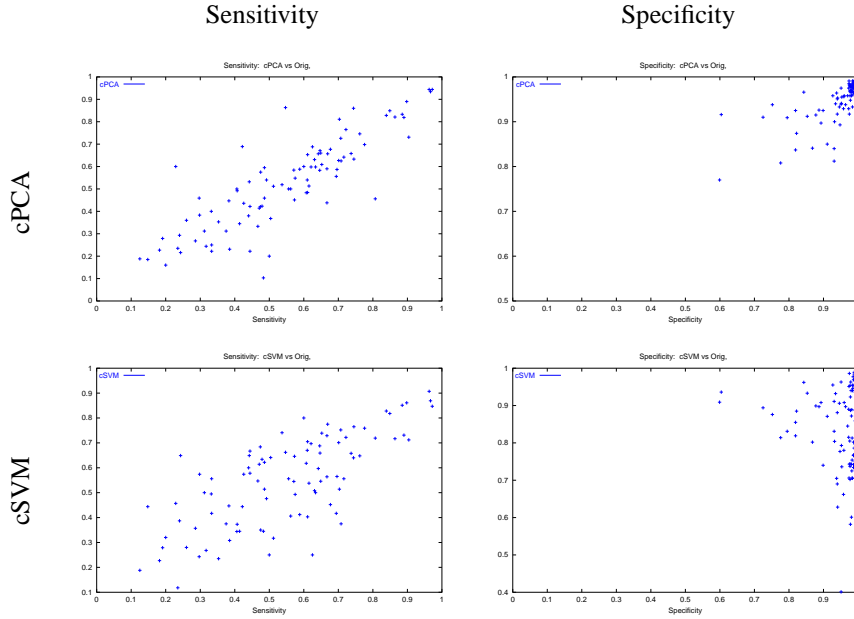 Sensitivity
Specificity
cPCA
Sensitivity: cPCA vs Orig,
cPCA
1
0.9
0.8
0.7
0.6
0.5
0.4
0.3
0.2
0.1
0
0 0.1 0.2 0.3 0.4 0.5 0.6 0.7 0.8 0.9 1
Sensitivity
Specificity: cPCA vs Orig,
cPCA
1
0.9
0.8
0.7
0.6
0.5
0 0.1 0.2 0.3 0.4 0.5 0.6 0.7 0.8 0.9
Specificity
cSVM
Sensitivity: cSVM vs Orig,
cSVM
1
0.9
0.8
0.7
0.6
0.5
0.4
0.3
0.2
0.1
0 0.1 0.2 0.3 0.4 0.5 0.6 0.7 0.8 0.9 1
Sensitivity
Specificity: cSVM vs Orig,
cSVM
1
0.9
0.8
0.7
0.6
0.5
0.4
0 0.1 0.2 0.3 0.4 0.5 0.6 0.7 0.8 0.9
Specificity